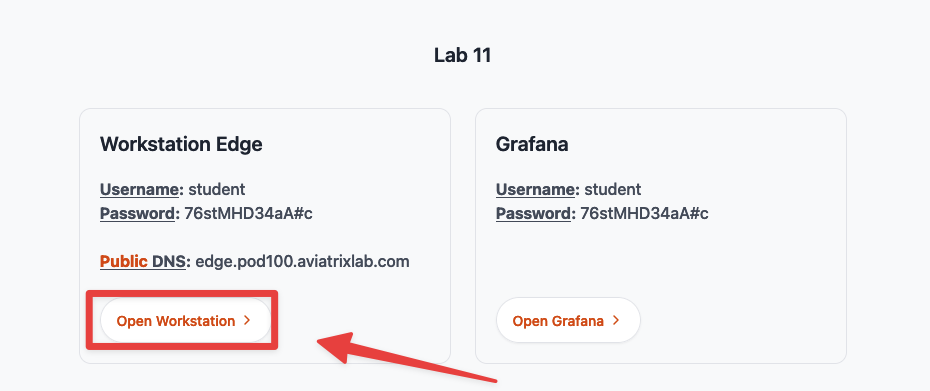 Lab 11
Workstation Edge
Username: student
Password: 76stMHD34aA#c
Public DNS: edge.pod100.aviatrixlab.com
Open Workstation >
Grafana
Username: student
Password: 76stMHD34aA#c
Open Grafana >